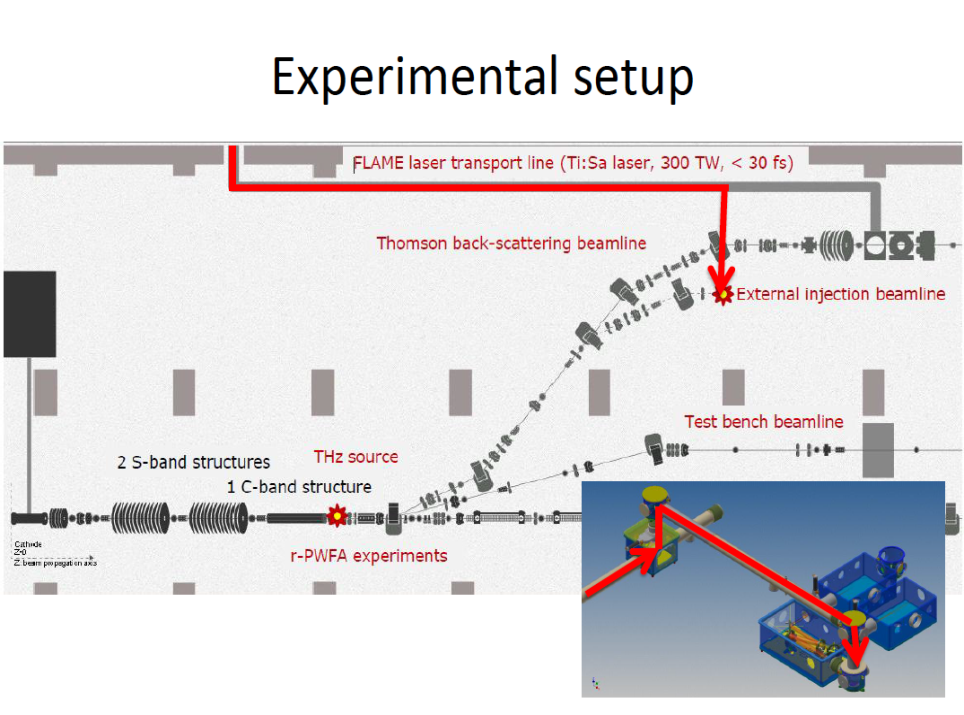 Experimental setup
FLAME laser transport line (Ti:Sa laser, 300 TW, < 30 fs)
Thomson back-scattering beamline
External injection beamline
Test bench beamline
2 S-band structures
THz source
1 C-band structure
r-PWFA experiments
Cathode
Z=0
Z: beam propagation axis